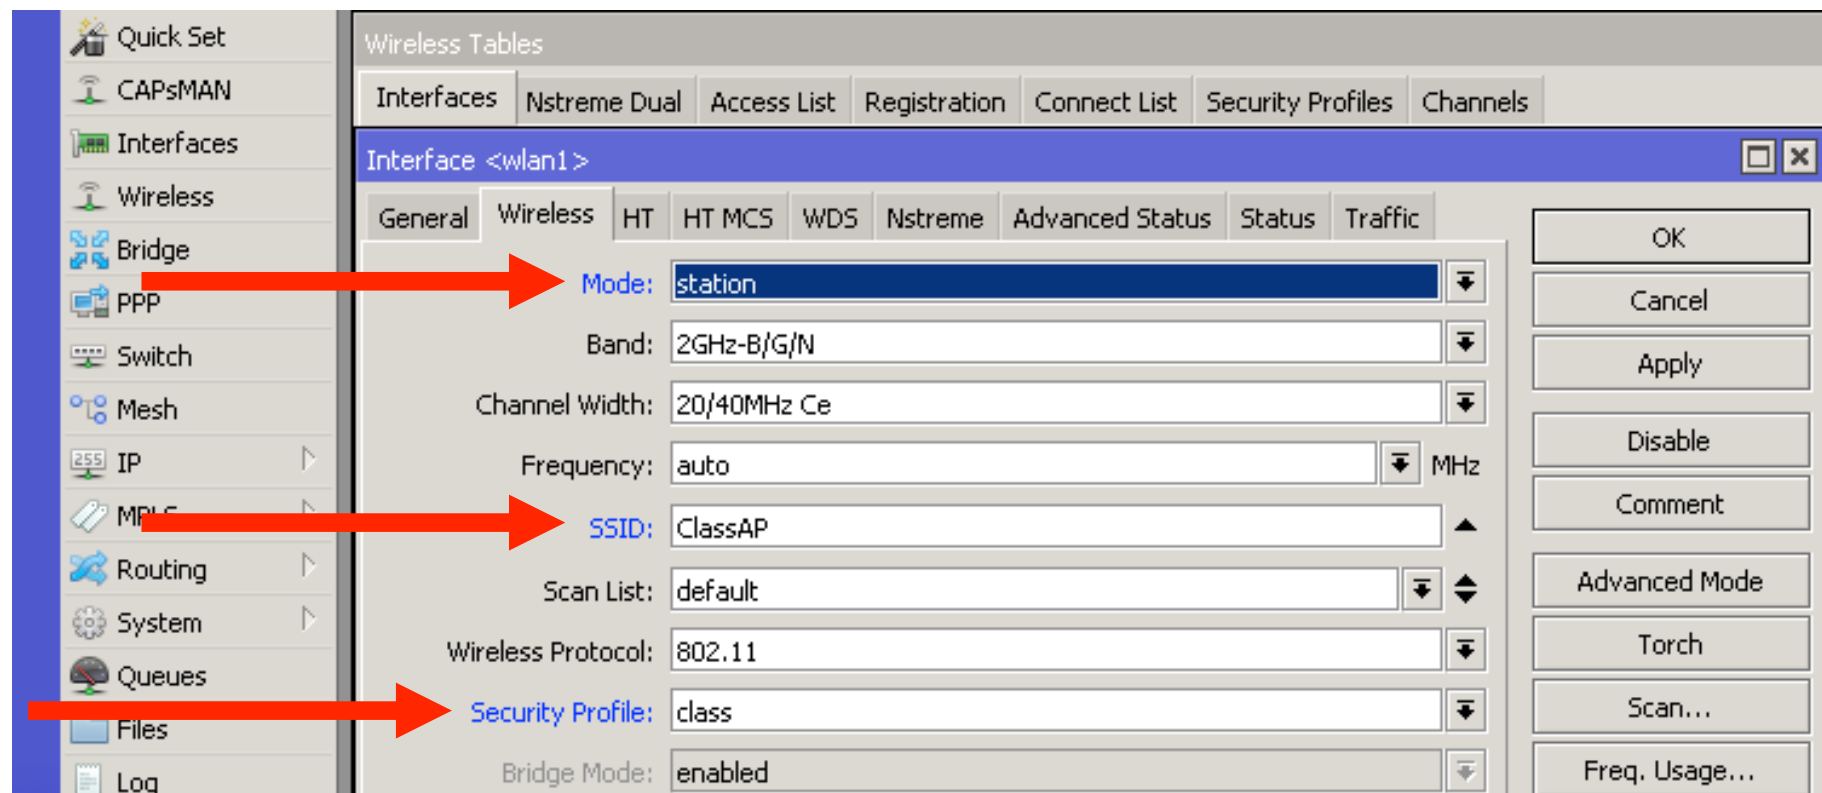 Quick Set
CAPsMAN
Interfaces
Wireless
Bridge
PPP
Switch
Mesh
IP
Routing
System
Queues
Files
Log
Wireless Tables
Interfaces Nstreme Dual Access List Registration Connect List Security Profiles Channels
Interface <wlan1>
General Wireless HT HT MCS WDS Nstreme Advanced Status Status Traffic
Mode: station
Band: 2GHz-B/G/N
Channel Width: 20/40MHz Ce
Frequency: auto MHz
SSID: ClassAP
Scan List: default
Wireless Protocol: 802.11
Security Profile: class
Bridge Mode: enabled
OK
Cancel
Apply
Disable
Comment
Advanced Mode
Torch
Scan...
Freq. Usage...